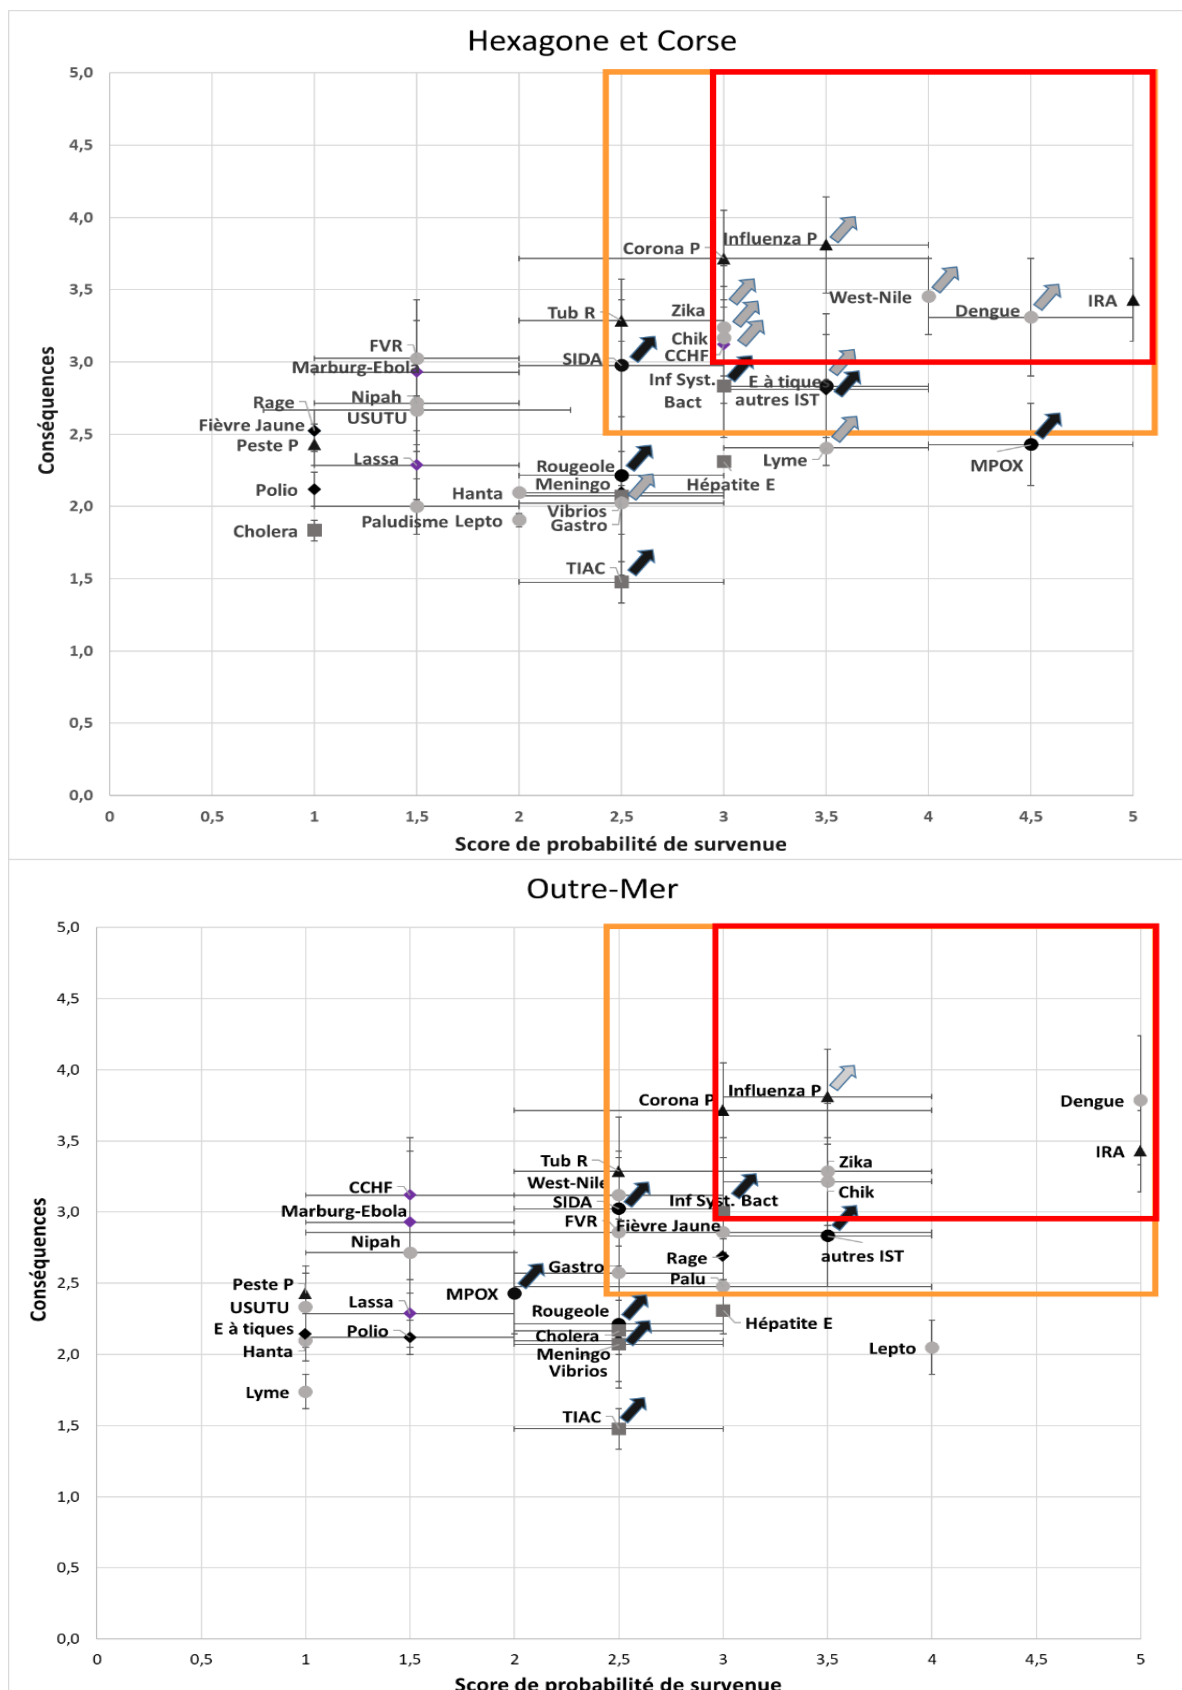 Hexagone et Corse
5,0
4,5
4,0
3,5
3,0
2,5
2,0
1,5
1,0
0,5
0,0
Conséquences
Influenza P
Corona P
West-Nile
IRA
Dengue
Zika
Tub R
Chik
FVR
CCHF
SIDA
Marburg-Ebola
Inf Syst.
Bact
E à tiques
autres IST
Nipah
Rage
USUTU
Fièvre Jaune
Peste P
Lassa
Lyme
MPOX
Rougeole
Meningo
Hépatite E
Polio
Hanta
Vibrios
Gastro
Paludisme
Lepto
Cholera
TIAC
0
0,5
1
1,5
2
2,5
3
3,5
4
4,5
5
Score de probabilité de survenue
Outre-Mer
5,0
4,5
4,0
3,5
3,0
2,5
2,0
1,5
1,0
0,5
0,0
Conséquences
Influenza P
Corona P
Dengue
Tub R
Zika
IRA
West-Nile
CCHF
Chik
SIDA
Inf Syst. Bact
Marburg-Ebola
FVR
Fièvre Jaune
Nipah
autres IST
Rage
Gastro
Palu
Peste P
MPOX
USUTU
Lassa
Rougeole
Hépatite E
E à tiques
Polio
Cholera
Hanta
Meningo
Lepto
Vibrios
Lyme
TIAC
0
0,5
1
1,5
2
2,5
3
3,5
4
4,5
5
Score de probabilité de survenue